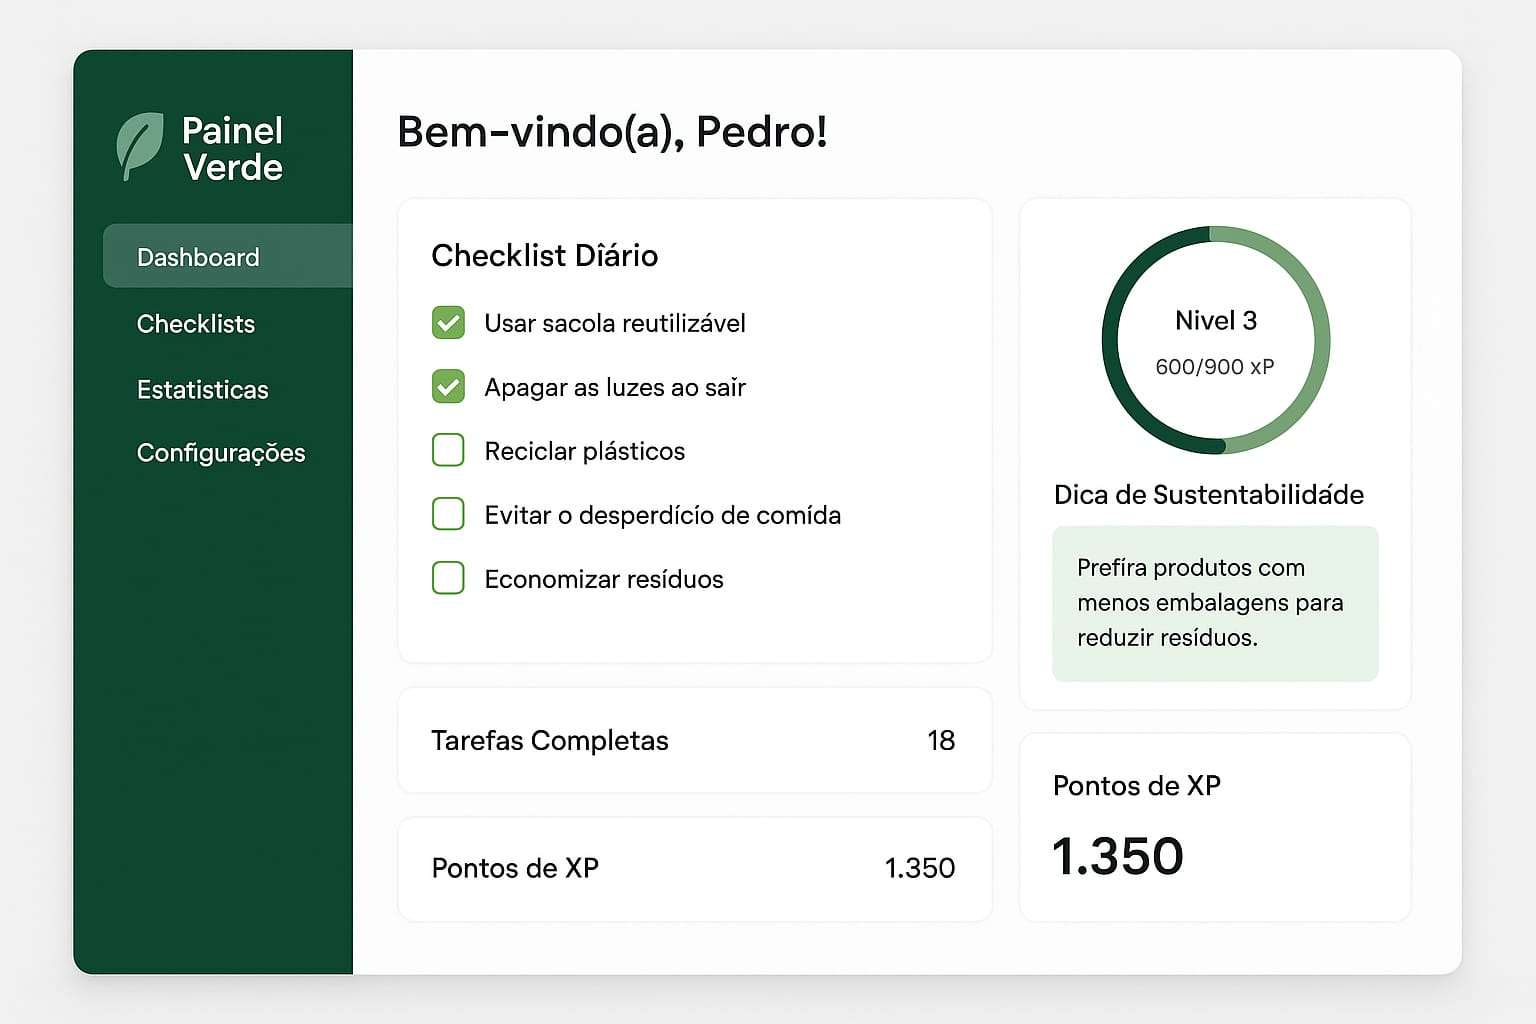 Painel
Verde
Dashboard
Checklists
Estatisticas
Configurações
Bem-vindo(a), Pedro!
Checklist Dîário
Usar sacola reutilizável
Apagar as luzes ao saǐr
Reciclar plásticos
Evitar o desperdício de comída
Economizar resíduos
Tarefas Completas 18
Pontos de XP 1.350
Nivel 3
600/900 xP
Dica de Sustentabilidáde
Prefíra produtos com
menos embalagens para
reduzir resíduos.
Pontos de XP
1.350